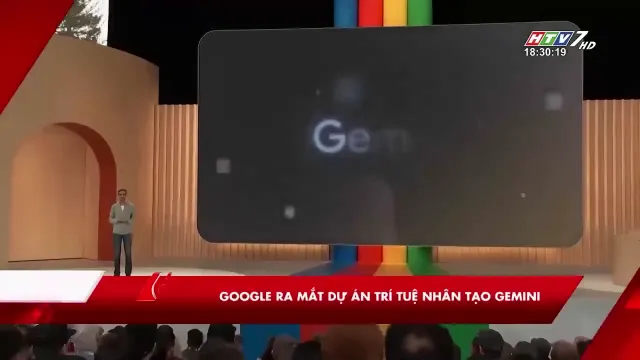 HTV7 HD
18:30:19
Gem
GOOGLE RA MẮT DỰ ÁN TRÍ TUỆ NHÂN TẠO GEMINI